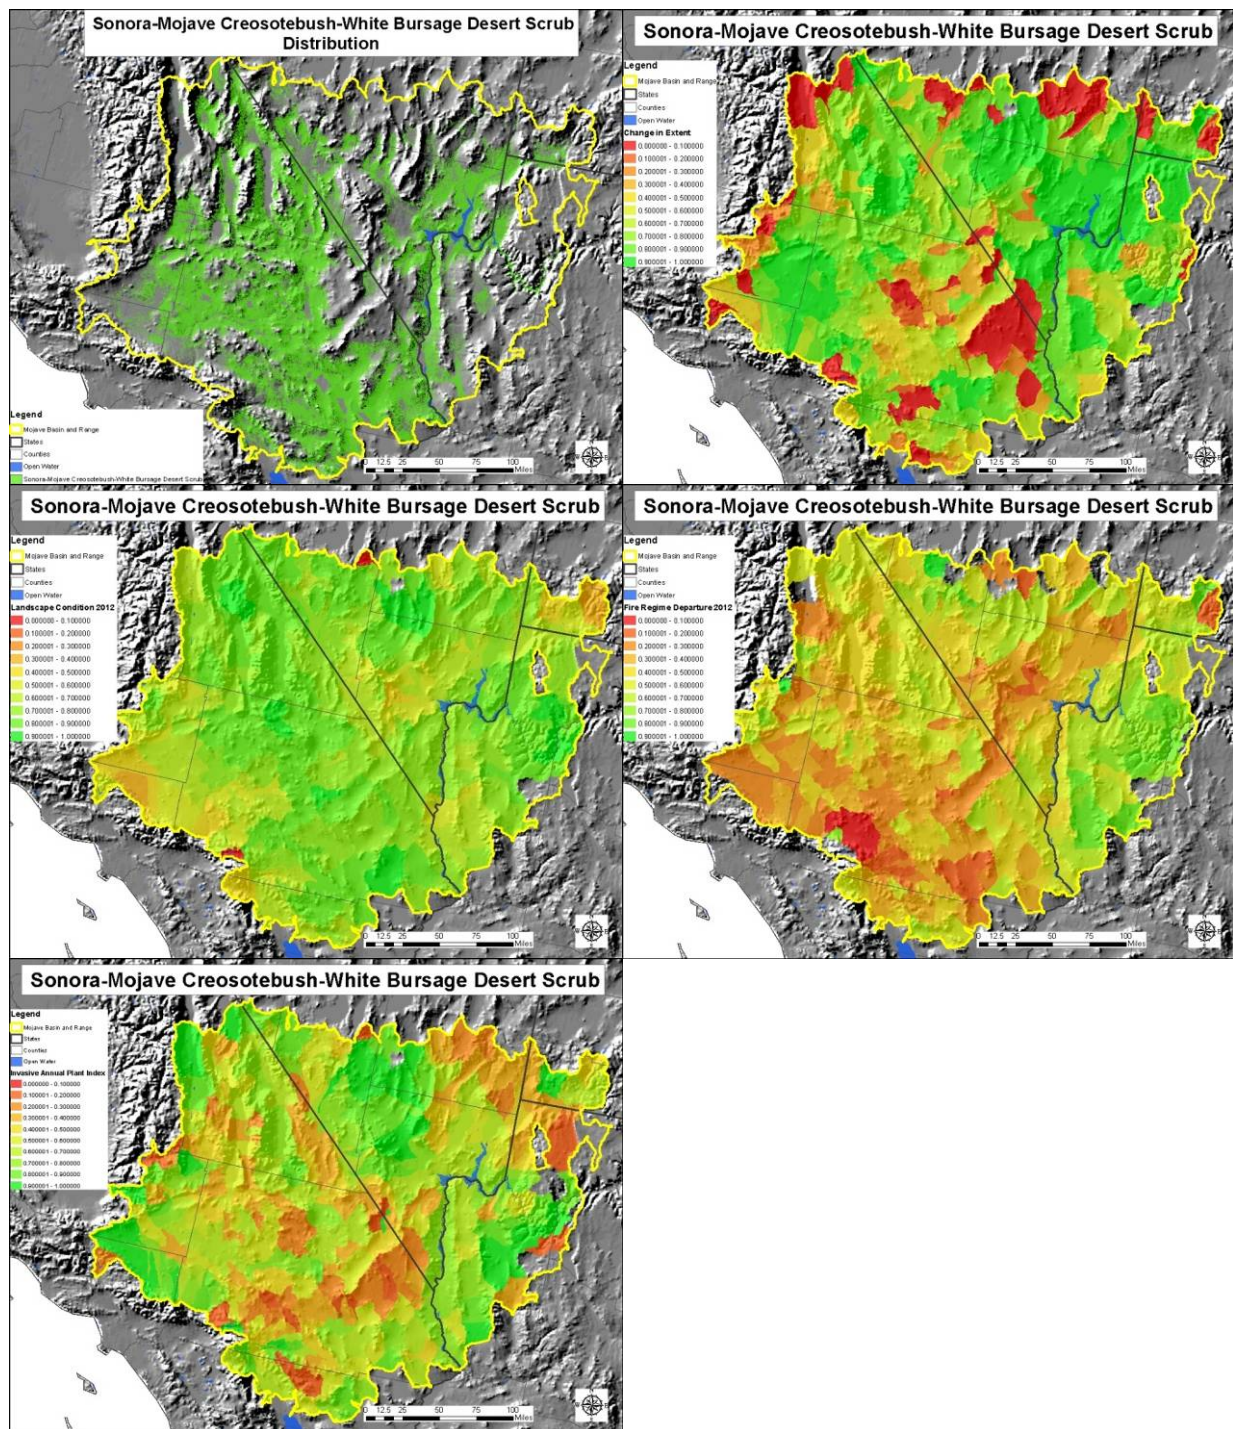 Sonora-Mojave Creosotebush-White Bursage Desert Scrub
Distribution
Legend
Mojave Basin and Range
States
Counties
Open Water
Sonora-Mojave Creosotebush-White Bursage Desert Scrub
0 12.5 25 50 75 100
Miles
Sonora-Mojave Creosotebush-White Bursage Desert Scrub
Legend
Mojave Basin and Range
States
Counties
Open Water
Change in Extent
0.000000 - 0.100000
0.100001 - 0.200000
0.200001 - 0.300000
0.300001 - 0.400000
0.400001 - 0.500000
0.500001 - 0.600000
0.600001 - 0.700000
0.700001 - 0.800000
0.800001 - 0.900000
0.900001 - 1.000000
0 12.5 25 50 75 100
Miles
Sonora-Mojave Creosotebush-White Bursage Desert Scrub
Legend
Mojave Basin and Range
States
Counties
Open Water
Landscape Condition 2012
0.000000 - 0.100000
0.100001 - 0.200000
0.200001 - 0.300000
0.300001 - 0.400000
0.400001 - 0.500000
0.500001 - 0.600000
0.600001 - 0.700000
0.700001 - 0.800000
0.800001 - 0.900000
0.900001 - 1.000000
0 12.5 25 50 75 100
Miles
Sonora-Mojave Creosotebush-White Bursage Desert Scrub
Legend
Mojave Basin and Range
States
Counties
Open Water
Fire Regime Departure 2012
0.000000 - 0.100000
0.100001 - 0.200000
0.200001 - 0.300000
0.300001 - 0.400000
0.400001 - 0.500000
0.500001 - 0.600000
0.600001 - 0.700000
0.700001 - 0.800000
0.800001 - 0.900000
0.900001 - 1.000000
0 12.5 25 50 75 100
Miles
Sonora-Mojave Creosotebush-White Bursage Desert Scrub
Legend
Mojave Basin and Range
States
Counties
Open Water
Invasive Annual Plant Index
0.000000 - 0.100000
0.100001 - 0.200000
0.200001 - 0.300000
0.300001 - 0.400000
0.400001 - 0.500000
0.500001 - 0.600000
0.600001 - 0.700000
0.700001 - 0.800000
0.800001 - 0.900000
0.900001 - 1.000000
0 12.5 25 50 75 100
Miles